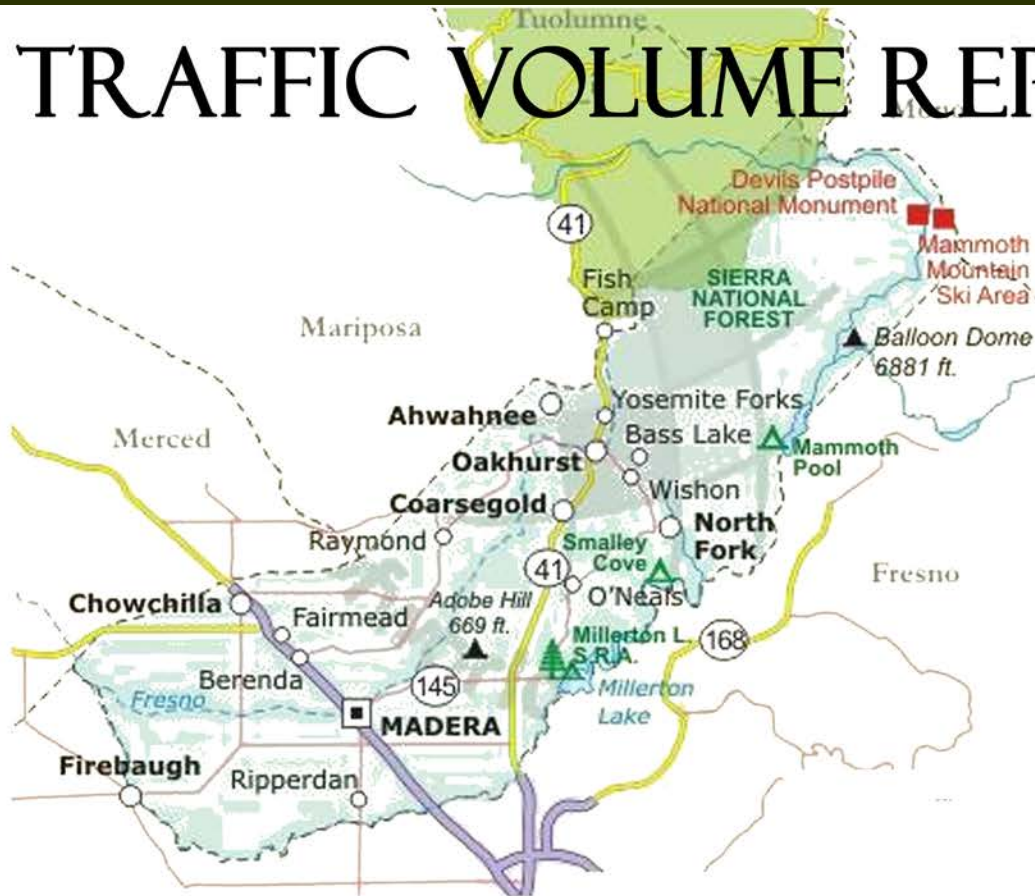 Tuolumne
TRAFFIC VOLUME REP
Mono
Devils Postpile
National Monument
41
Mammoth
Mountain
Ski Area
Fish
Camp
SIERRA
NATIONAL
FOREST
Mariposa
Balloon Dome
6881 ft.
Ahwahnee
Yosemite Forks
Merced
Bass Lake
Mammoth
Pool
Oakhurst
Wishon
Coarsegold
North
Fork
Raymond
Smalley
Cove
41
Fresno
Chowchilla
Adobe Hill
669 ft.
O'Neals
Fairmead
Millerton L.
S.R.A.
168
Berenda
145
Millerton
Lake
Fresno
MADERA
Firebaugh
Ripperdan